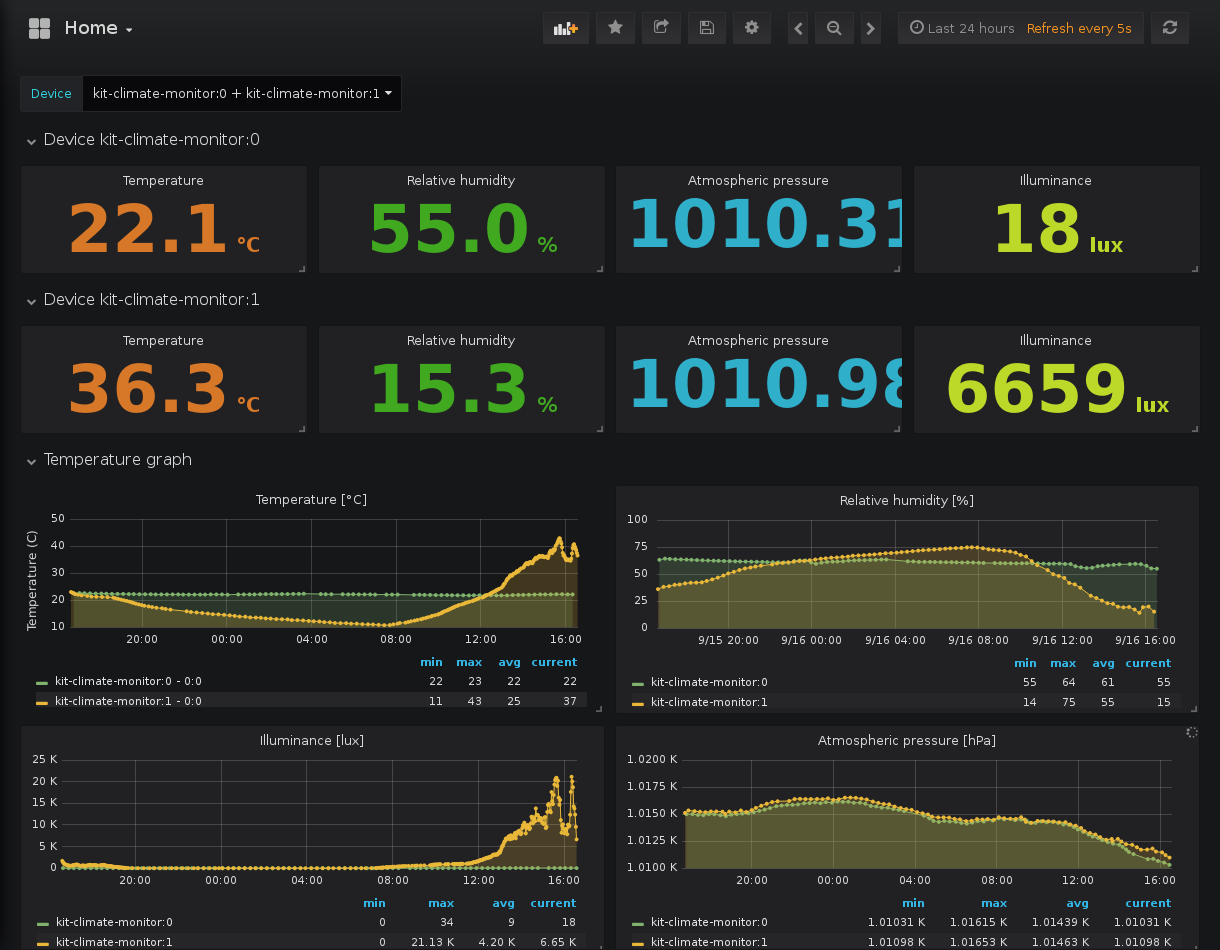 Home
Last 24 hours Refresh every 5s
Device kit-climate-monitor:0 + kit-climate-monitor:1
Device kit-climate-monitor:0
Temperature Relative humidity Atmospheric pressure Illuminance
22.1 °C 55.0 % 1010.31 18 lux
Device kit-climate-monitor:1
Temperature Relative humidity Atmospheric pressure Illuminance
36.3 °C 15.3 % 1010.98 6659 lux
Temperature graph
Temperature [°C]
Temperature (C)
50
40
30
20
10
20:00 00:00 04:00 08:00 12:00 16:00
min max avg current
kit-climate-monitor:0 - 0:0 22 23 22 22
kit-climate-monitor:1 - 0:0 11 43 25 37
Relative humidity [%]
100
75
50
25
0
9/15 20:00 9/16 00:00 9/16 04:00 9/16 08:00 9/16 12:00 9/16 16:00
min max avg current
kit-climate-monitor:0 55 64 61 55
kit-climate-monitor:1 14 75 55 15
Illuminance [lux]
25 K
20 K
15 K
10 K
5 K
0
20:00 00:00 04:00 08:00 12:00 16:00
min max avg current
kit-climate-monitor:0 0 34 9 18
kit-climate-monitor:1 0 21.13 K 4.20 K 6.65 K
Atmospheric pressure [hPa]
1.0200 K
1.0175 K
1.0150 K
1.0125 K
1.0100 K
20:00 00:00 04:00 08:00 12:00 16:00
min max avg current
kit-climate-monitor:0 1.01031 K 1.01615 K 1.01439 K 1.01031 K
kit-climate-monitor:1 1.01098 K 1.01653 K 1.01463 K 1.01098 K